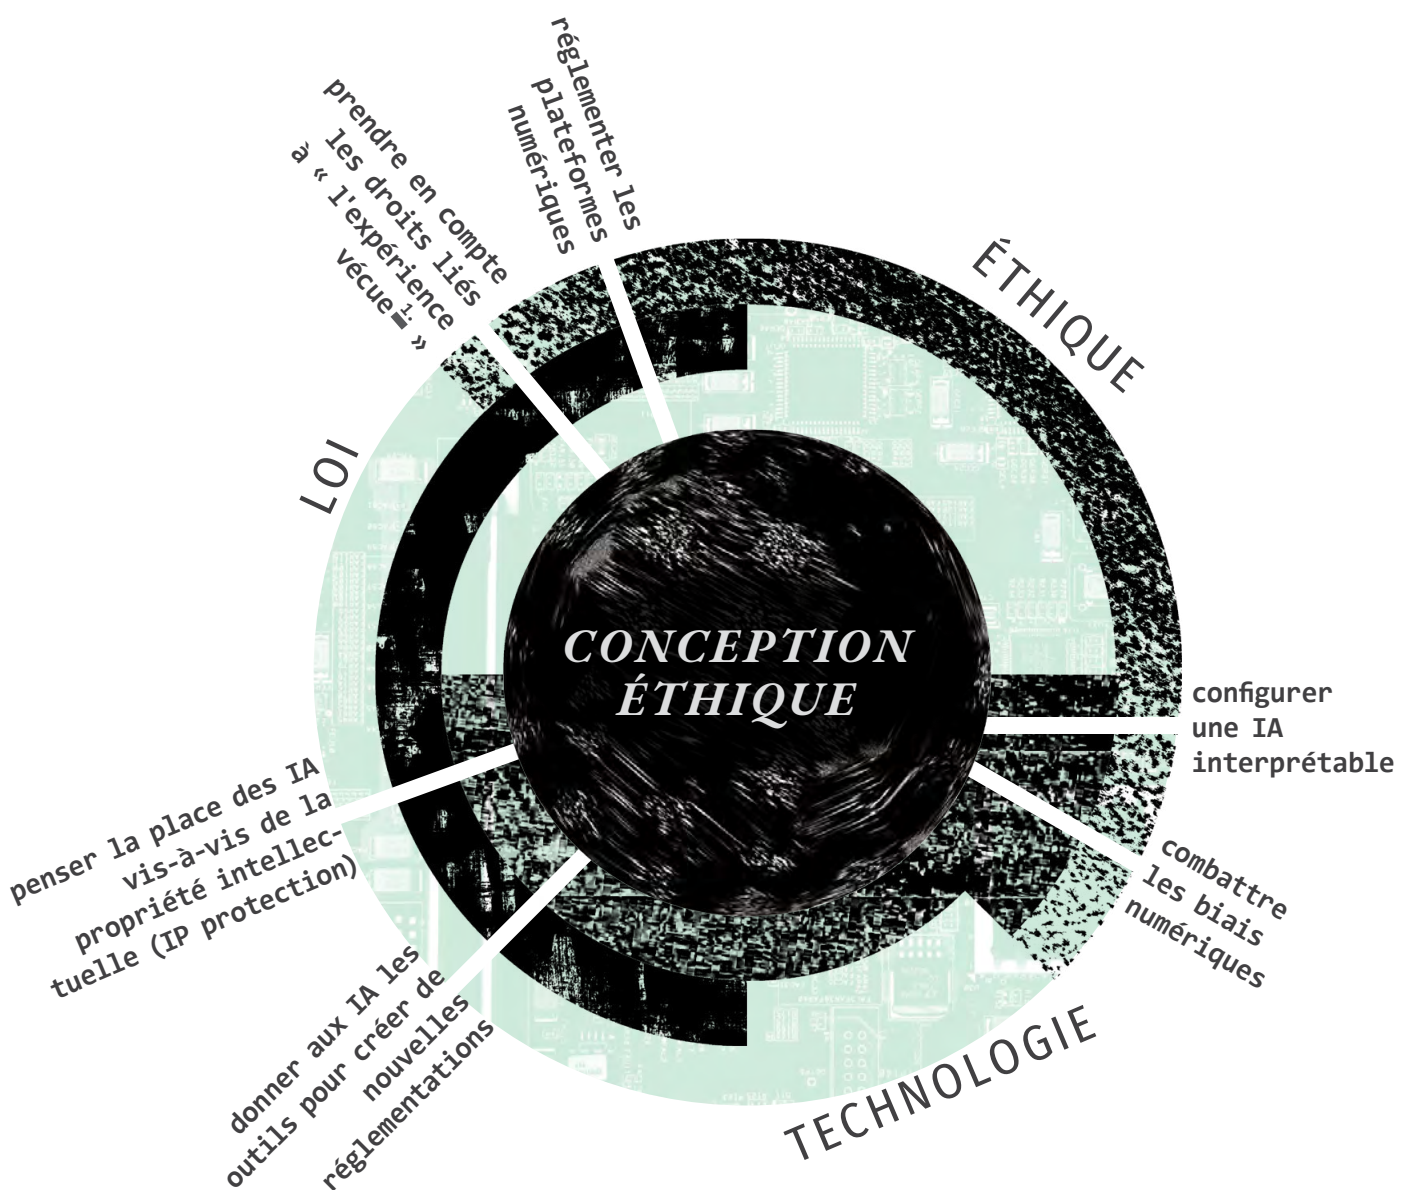 réglementer les
plateformes
numériques
prendre en compte
les droits liés
à « l'expérience
vécue »
ÉTHIQUE
LOI
CONCEPTION
ÉTHIQUE
configurer
une IA
interprétable
combattre
les biais
numériques
penser la place des IA
vis-à-vis de la
propriété intellec-
tuelle (IP protection)
donner aux IA les
outils pour créer de
nouvelles
réglementations
TECHNOLOGIE